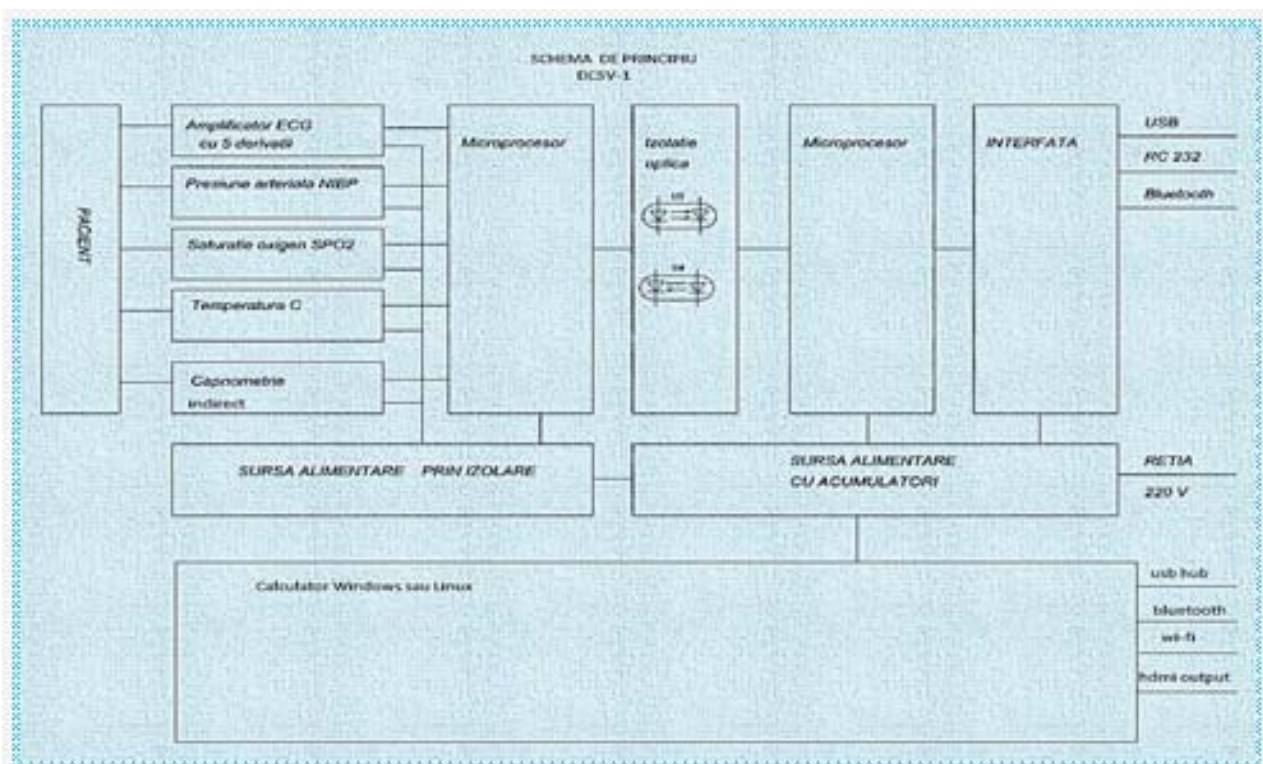 SCHEMA DE PRINCIPIU
DCSV-1
PACIENT
Amplificator ECG
cu 5 derivatii
Presiune arteriala NIBP
Saturatie oxigen SPO2
Temperatura C
Capnometrie
indirect
Microprocesor
Izolatie
optica
Microprocesor
INTERFATA
USB
RC 232
Bluetooth
SURSA ALIMENTARE PRIN IZOLARE
SURSA ALIMENTARE
CU ACUMULATORI
RETIA
220 V
Calculator Windows sau Linux
usb hub
bluetooth
wi-fi
hdmi output